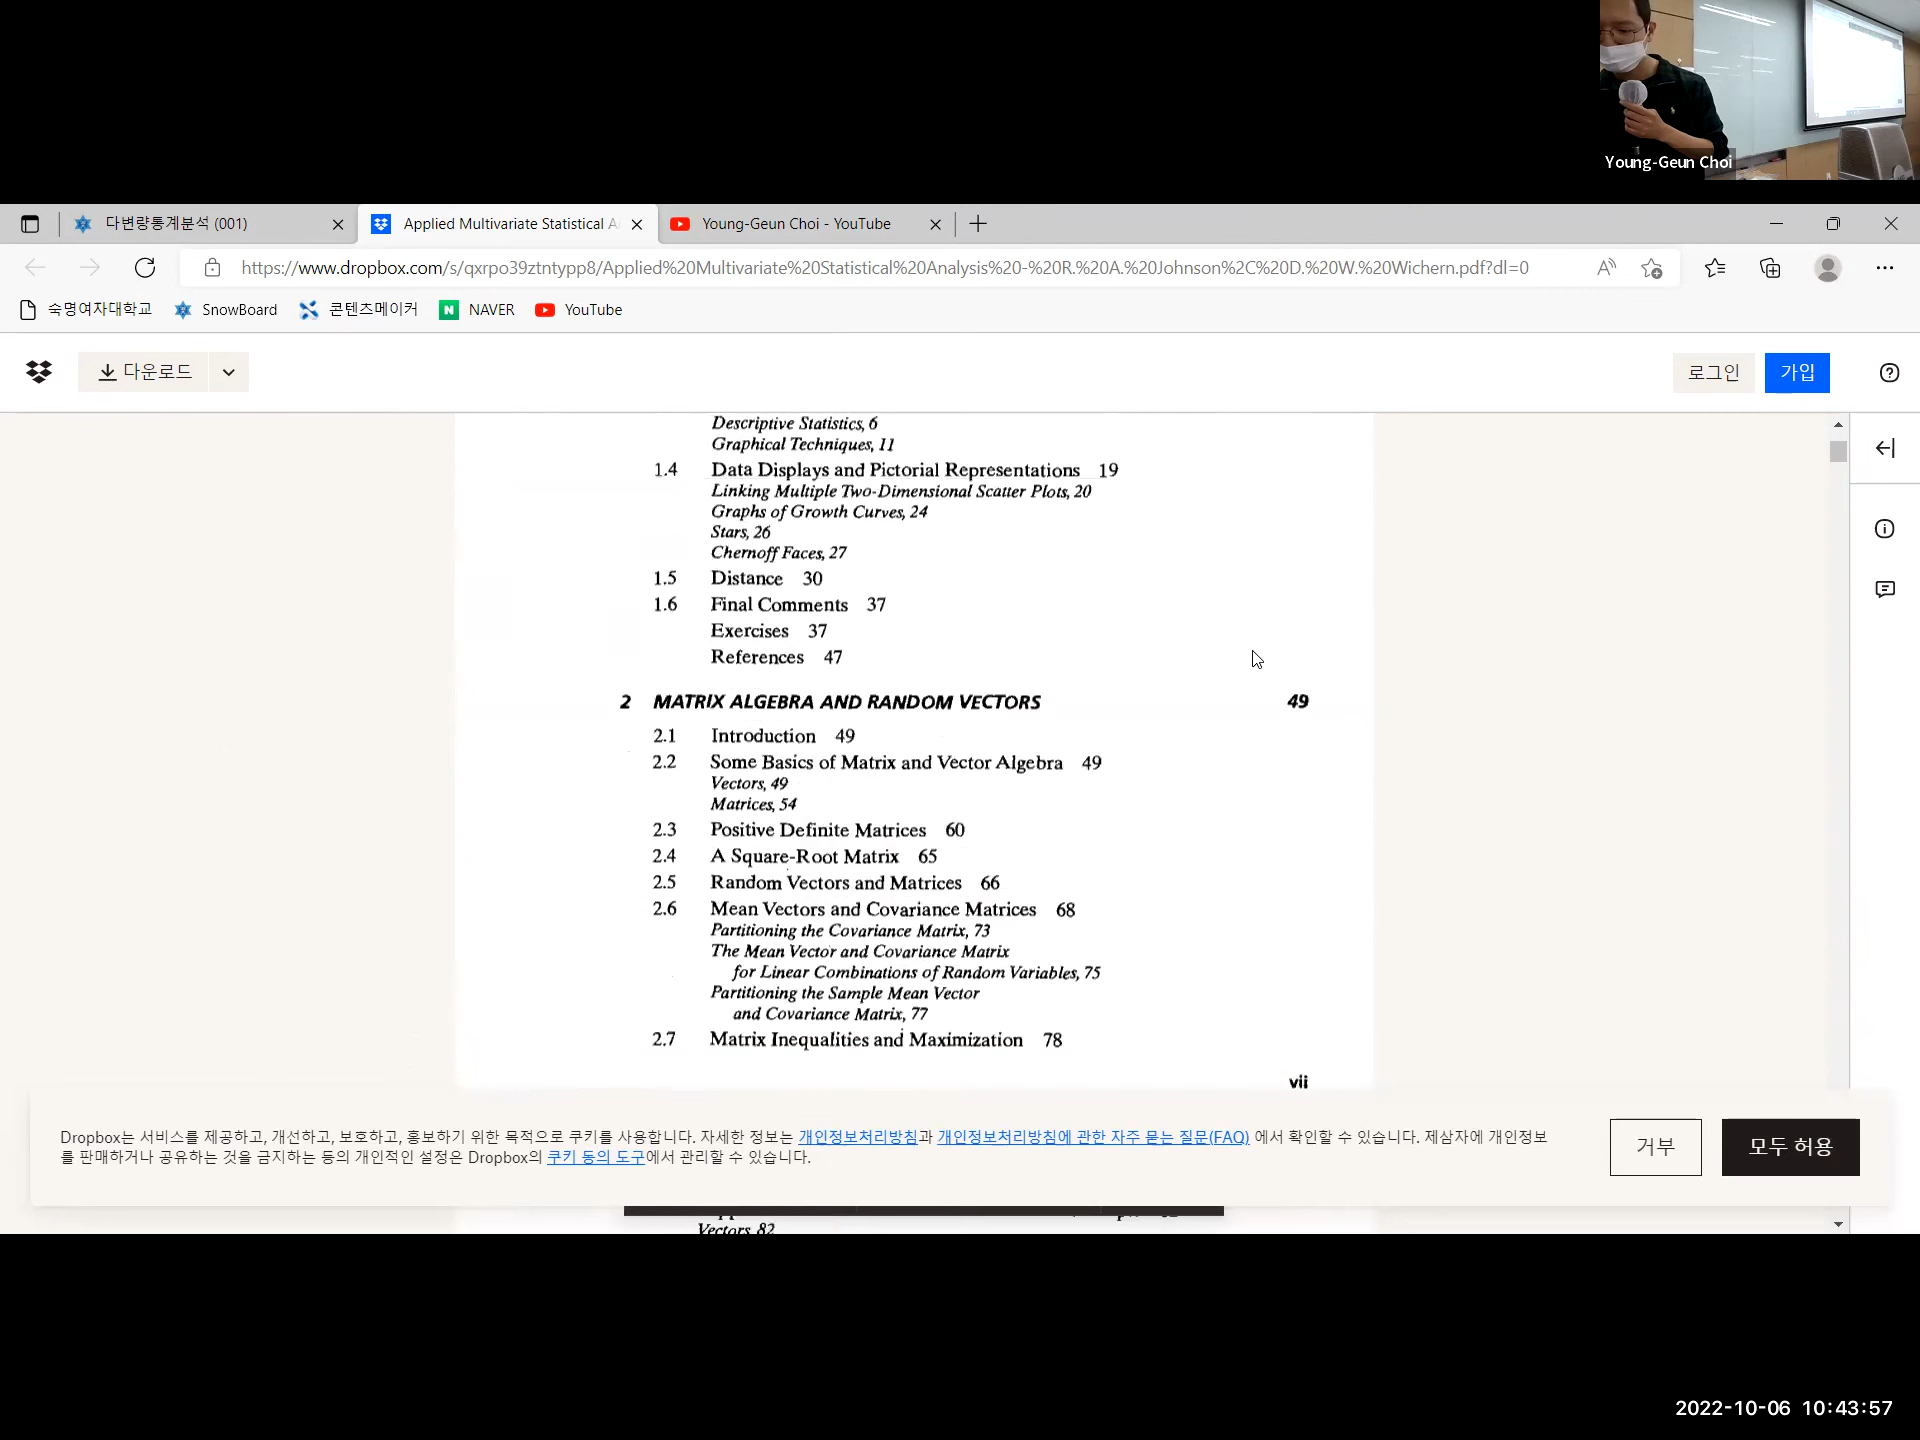 Young-Geun Choi
다변량통계분석 (001)
Applied Multivariate Statistical A
Young-Geun Choi - YouTube
https://www.dropbox.com/s/qxrpo39ztntypp8/Applied%20Multivariate%20Statistical%20Analysis%20-%20R.%20A.%20Johnson%2C%20D.%20W.%20Wichern.pdf?dl=0
숙명여자대학교 SnowBoard 콘텐츠메이커 NAVER YouTube
다운로드
로그인
가입
Descriptive Statistics, 6
Graphical Techniques, 11
1.4 Data Displays and Pictorial Representations 19
Linking Multiple Two-Dimensional Scatter Plots, 20
Graphs of Growth Curves, 24
Stars, 26
Chernoff Faces, 27
1.5 Distance 30
1.6 Final Comments 37
Exercises 37
References 47
2 MATRIX ALGEBRA AND RANDOM VECTORS 49
2.1 Introduction 49
2.2 Some Basics of Matrix and Vector Algebra 49
Vectors, 49
Matrices, 54
2.3 Positive Definite Matrices 60
2.4 A Square-Root Matrix 65
2.5 Random Vectors and Matrices 66
2.6 Mean Vectors and Covariance Matrices 68
Partitioning the Covariance Matrix, 73
The Mean Vector and Covariance Matrix
for Linear Combinations of Random Variables, 75
Partitioning the Sample Mean Vector
and Covariance Matrix, 77
2.7 Matrix Inequalities and Maximization 78
vii
Dropbox는 서비스를 제공하고, 개선하고, 보호하고, 홍보하기 위한 목적으로 쿠키를 사용합니다. 자세한 정보는 개인정보처리방침과 개인정보처리방침에 관한 자주 묻는 질문(FAQ) 에서 확인할 수 있습니다. 제삼자에 개인정보
를 판매하거나 공유하는 것을 금지하는 등의 개인적인 설정은 Dropbox의 쿠키 동의 도구에서 관리할 수 있습니다.
거부
모두 허용
Vectors, 82
2022-10-06 10:43:57